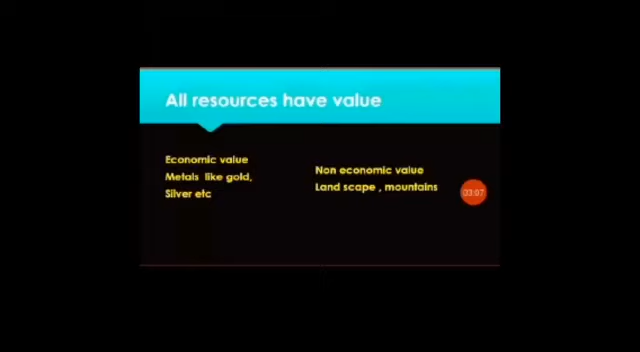 All resources have value
Economic value
Metals like gold,
Silver etc
Non economic value
Land scape , mountains
03:07